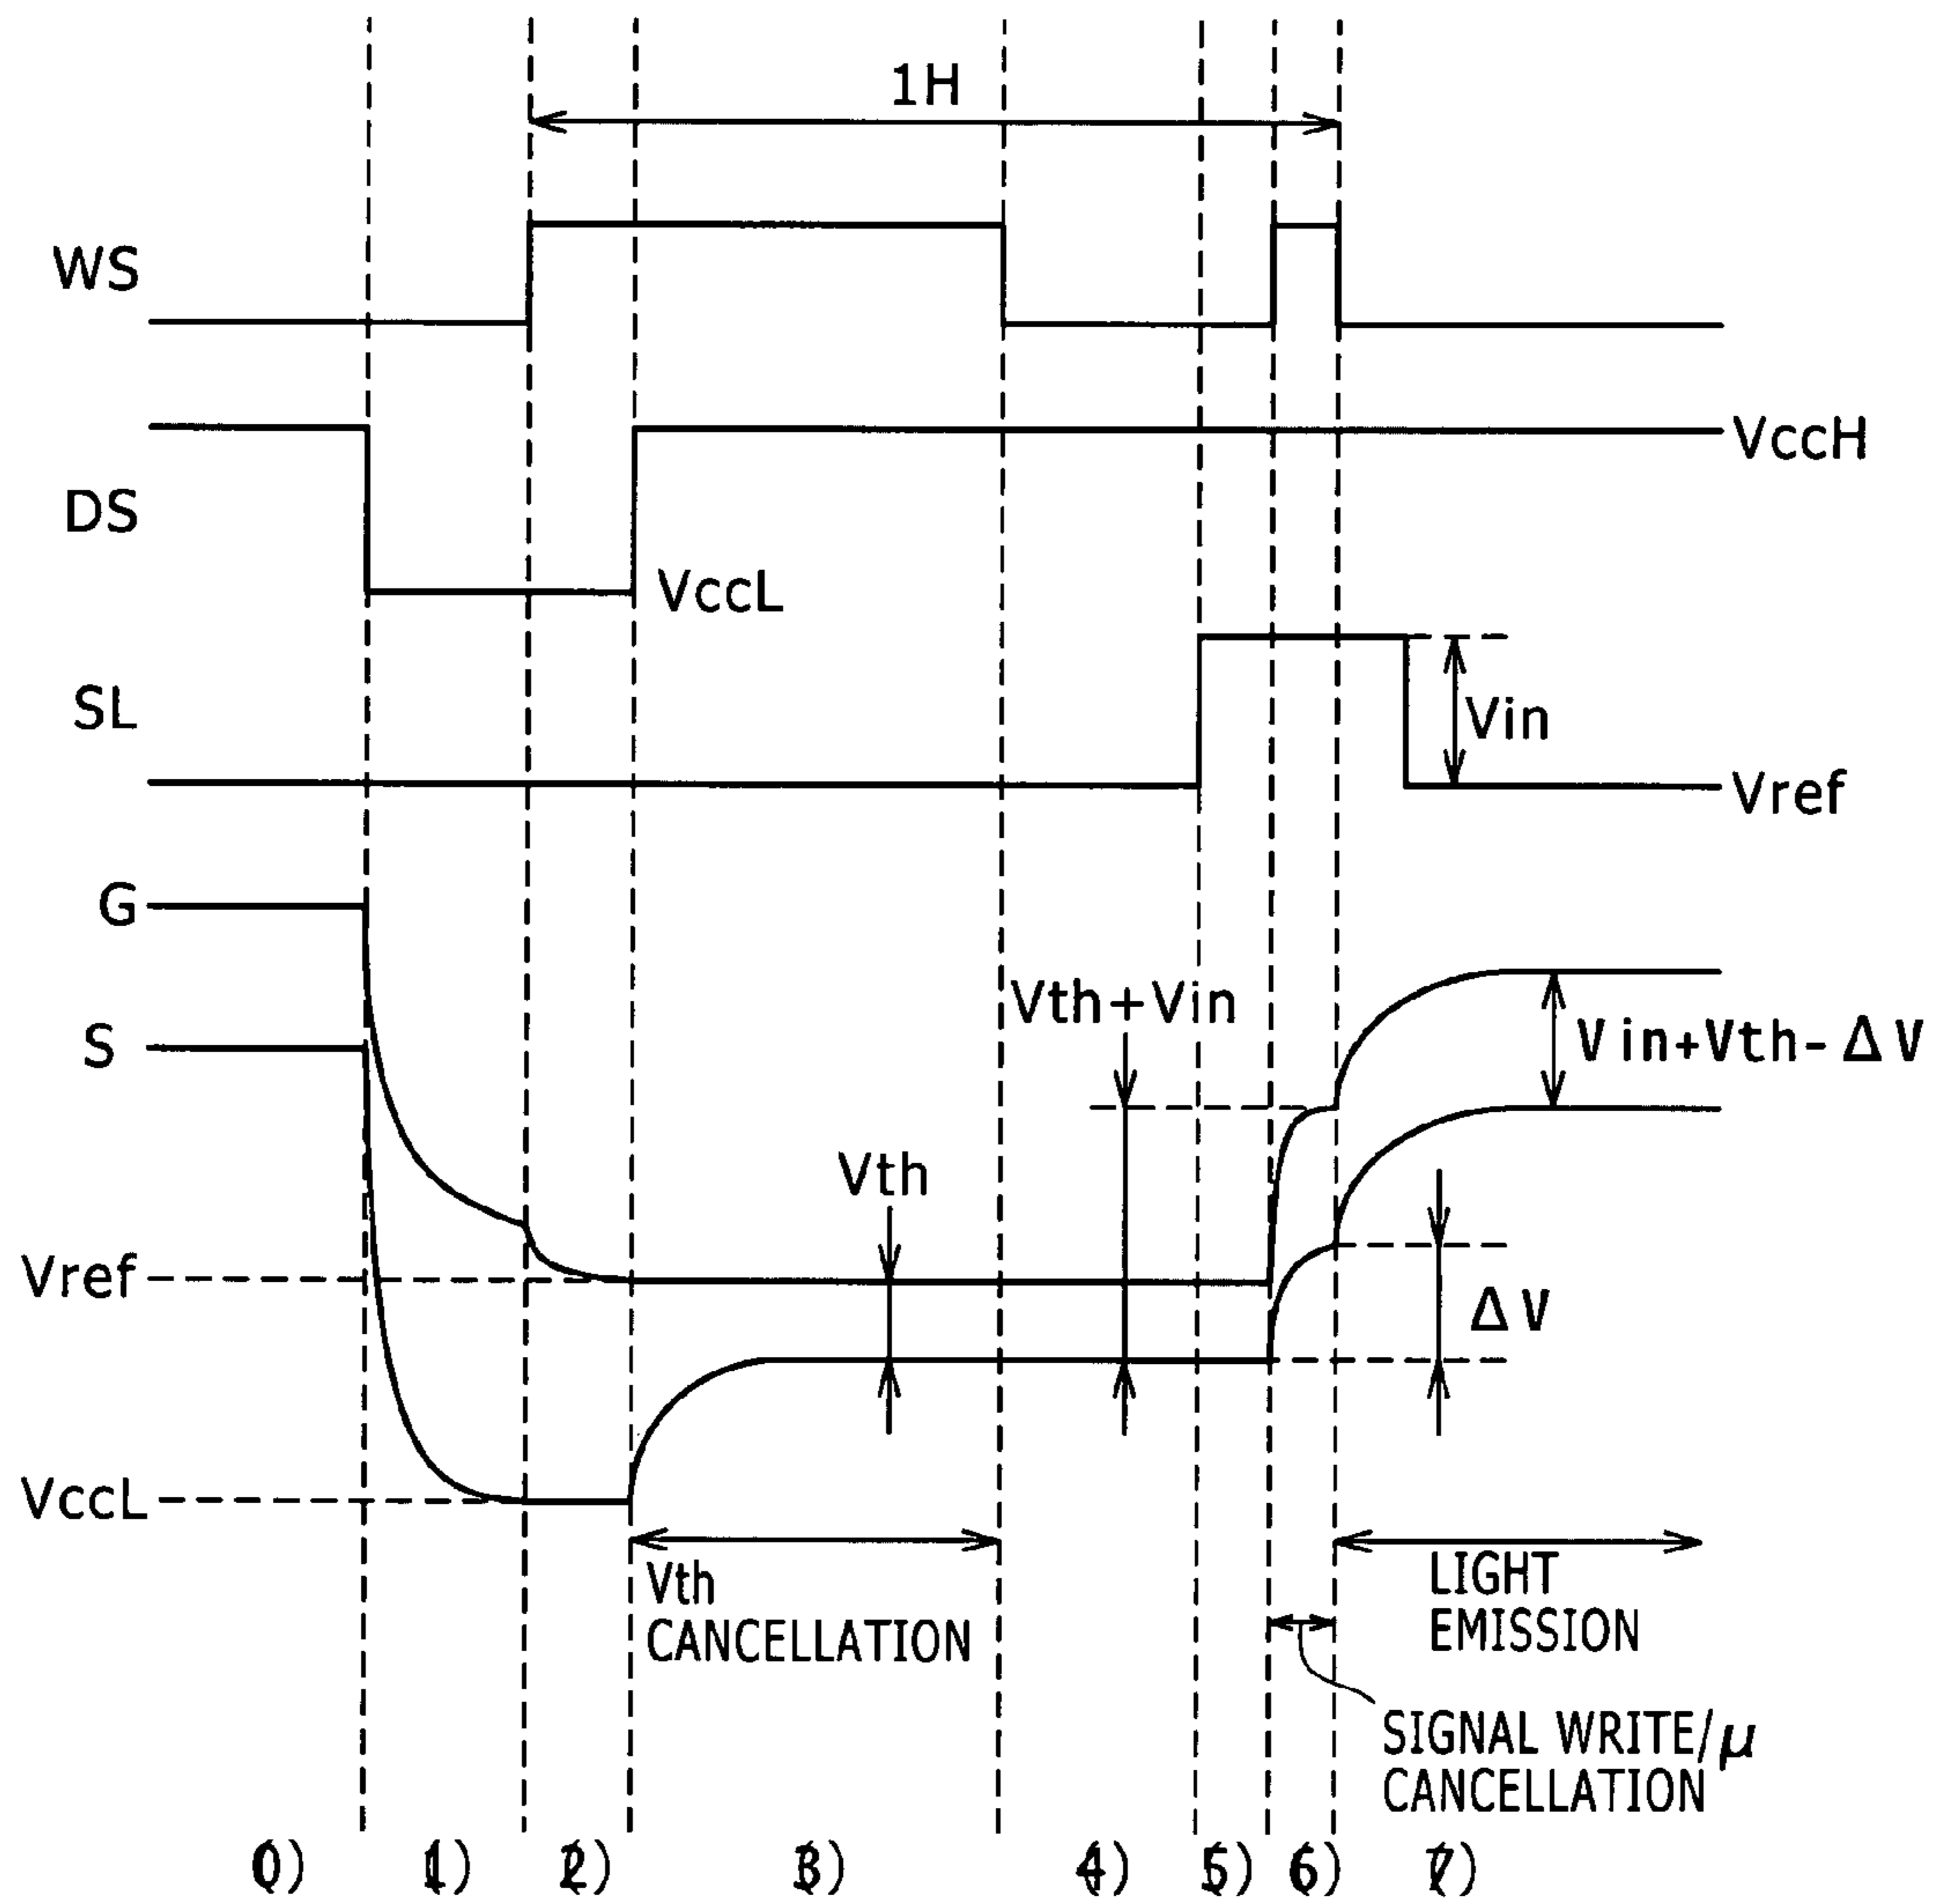 1H
WS
VccH
DS
VccL
SL
Vin
Vref
G
S
Vth+Vin
Vin+Vth-ΔV
Vth
Vref
ΔV
VccL
Vth
CANCELLATION
LIGHT
EMISSION
SIGNAL WRITE/μ
CANCELLATION
0) 1) 2) 3) 4) 5) 6) 7)